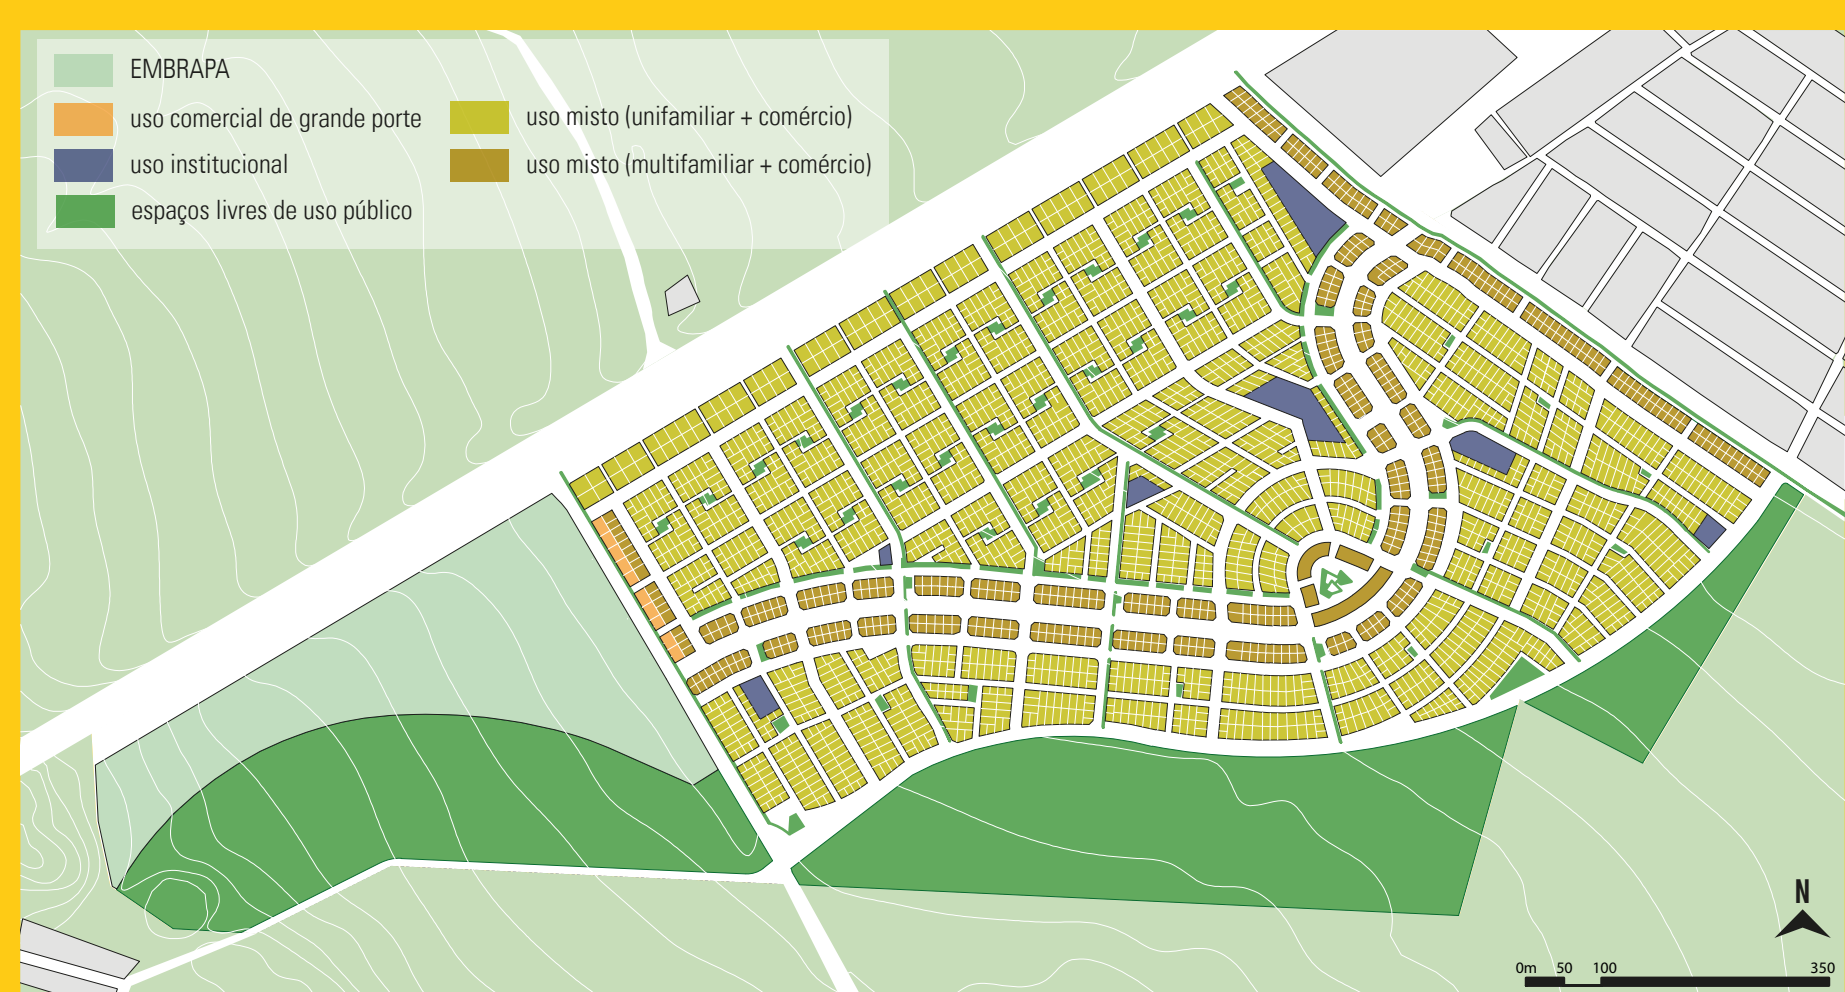 EMBRAPA
uso comercial de grande porte
uso institucional
espaços livres de uso público
uso misto (unifamiliar + comércio)
uso misto (multifamiliar + comércio)
N
0m 50 100 350